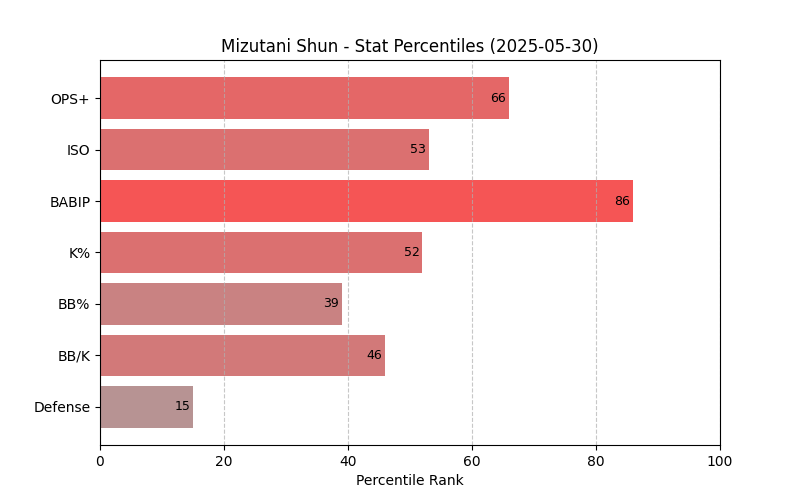 Mizutani Shun - Stat Percentiles (2025-05-30)
OPS+ 66
ISO 53
BABIP 86
K% 52
BB% 39
BB/K 46
Defense 15
0 20 40 60 80 100
Percentile Rank